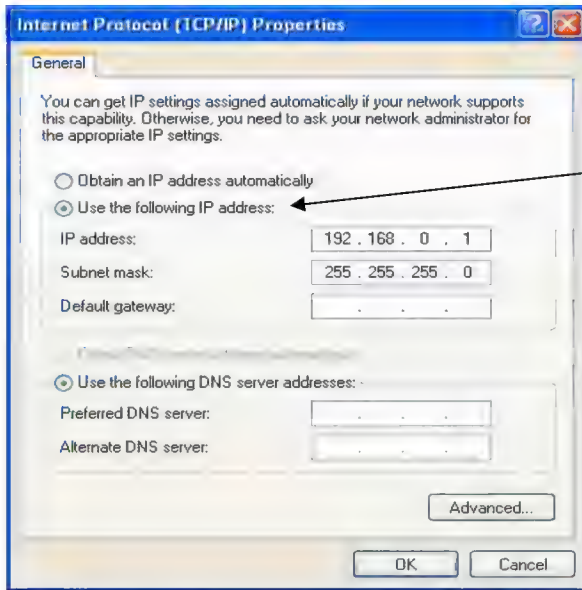 Internet Protocol (TCP/IP) Properties
General
You can get IP settings assigned automatically if your network supports
this capability. Otherwise, you need to ask your network administrator for
the appropriate IP settings.
Obtain an IP address automatically
Use the following IP address:
IP address: 192 . 168 . 0 . 1
Subnet mask: 255 . 255 . 255 . 0
Default gateway: . . .
Use the following DNS server addresses:
Preferred DNS server: . . .
Alternate DNS server: . . .
Advanced...
OK Cancel